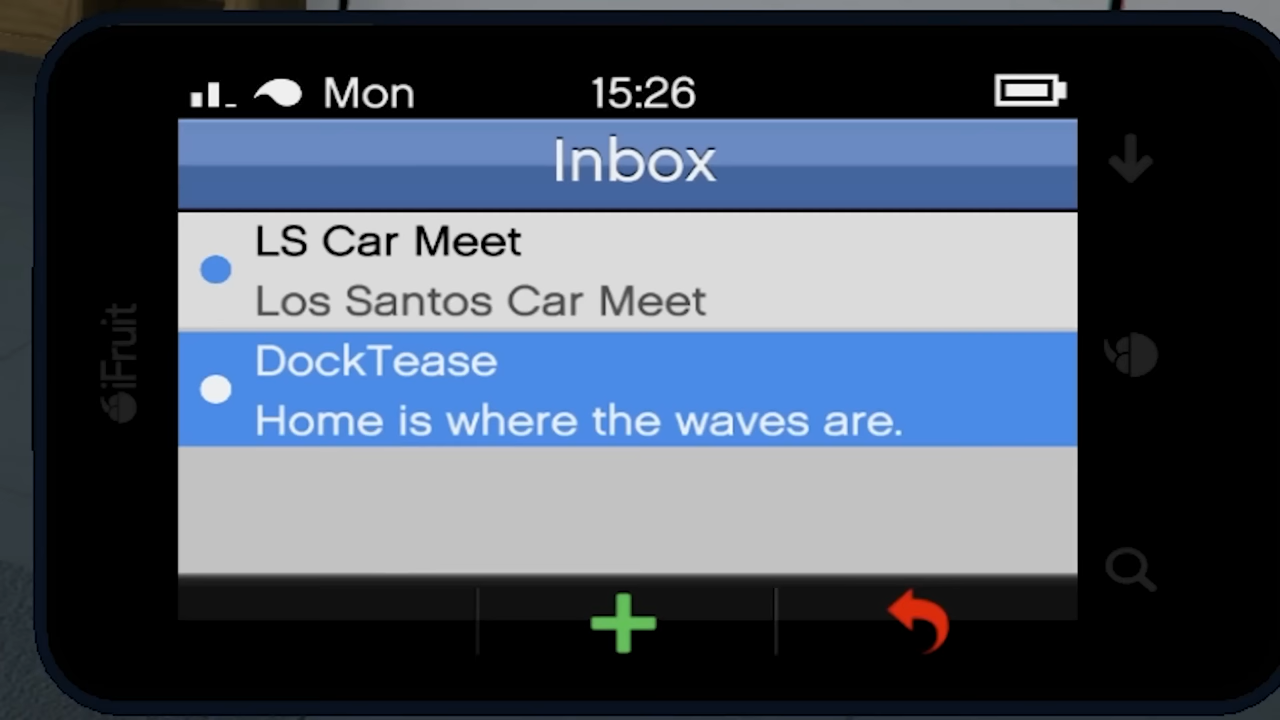 Mon 15:26
Inbox
LS Car Meet
Los Santos Car Meet
DockTease
Home is where the waves are.
iFruit